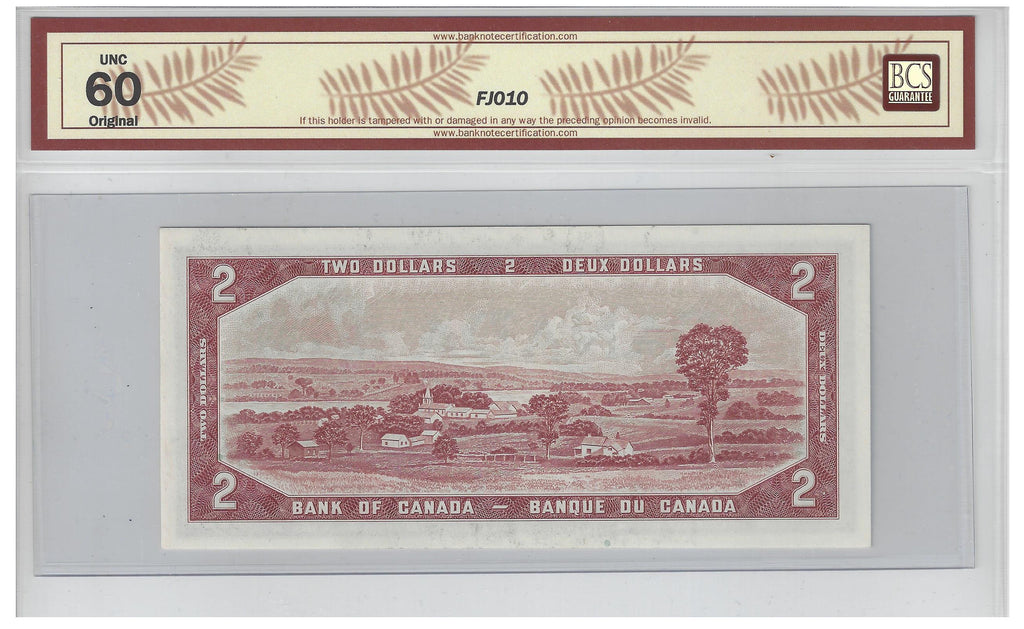 www.banknotecertification.com
UNC
60
Original
FJ010
BCS
GUARANTEE
If this holder is tampered with or damaged in any way the preceding opinion becomes invalid.
www.banknotecertification.com
2 TWO DOLLARS 2 DEUX DOLLARS 2
TWO DOLLARS
DEUX DOLLARS
2 BANK OF CANADA — BANQUE DU CANADA 2